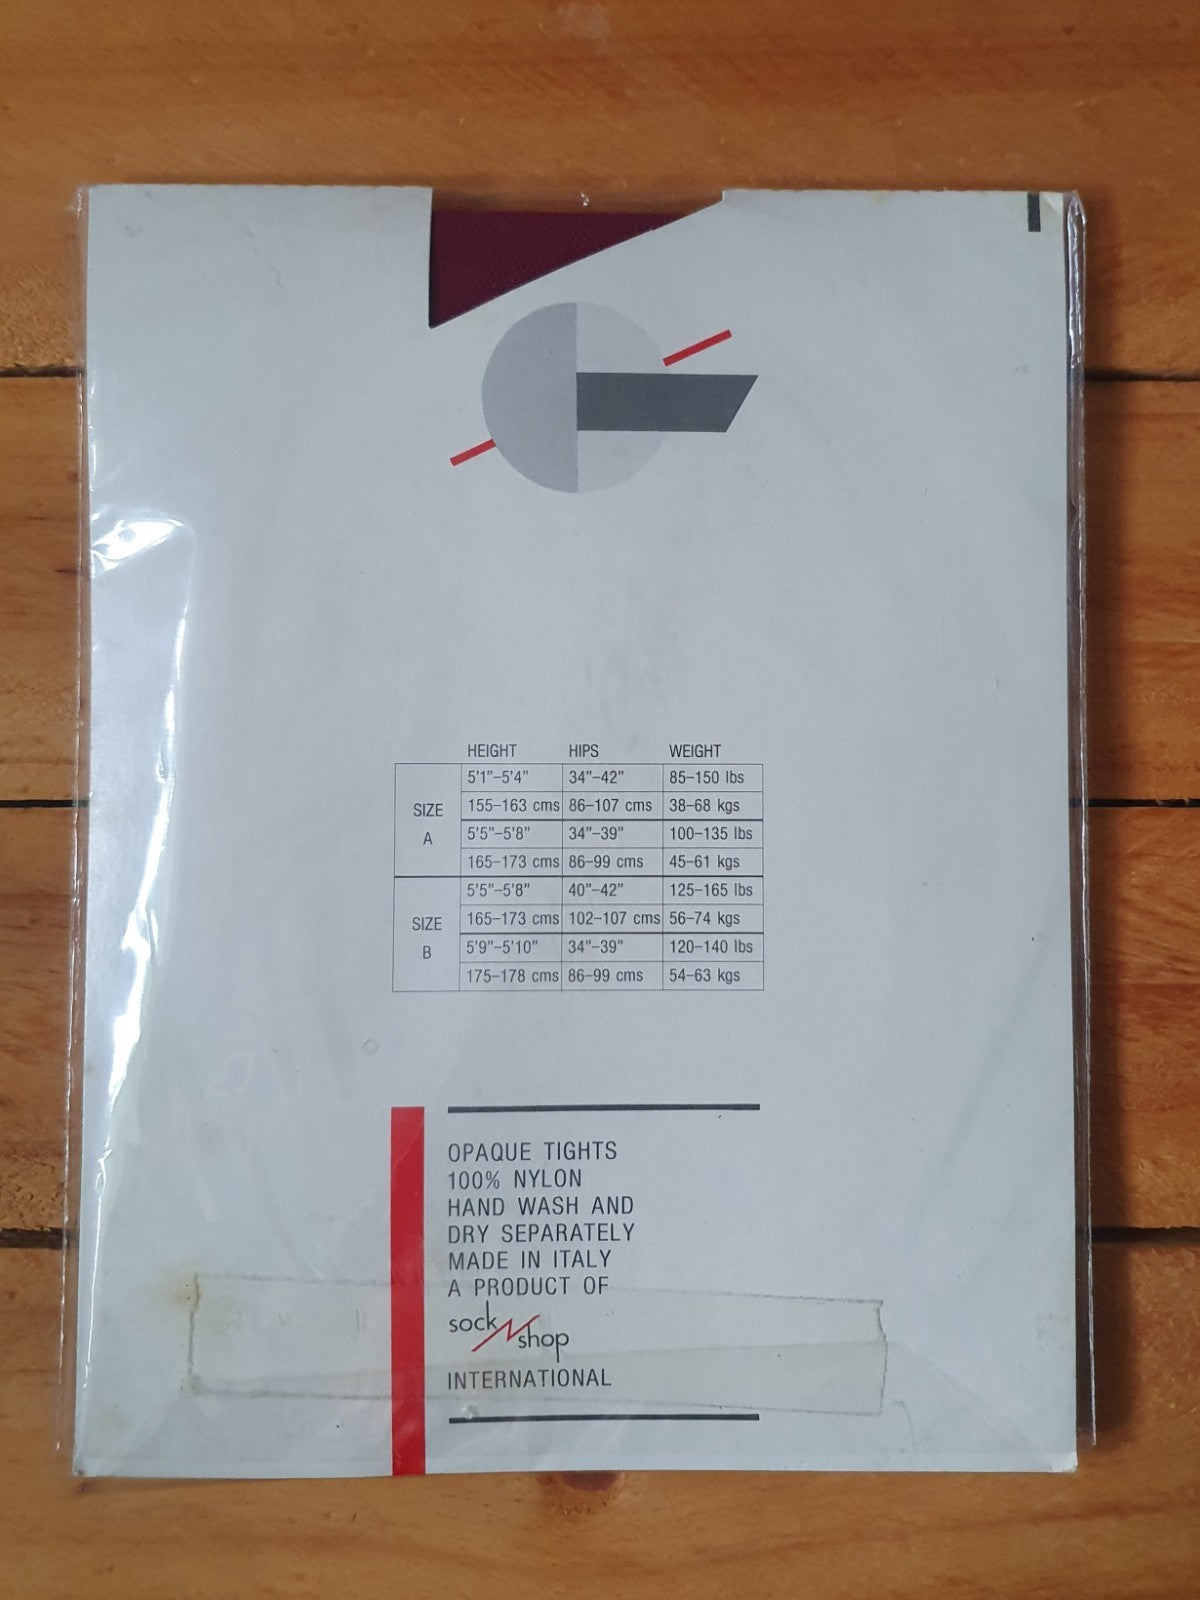 HEIGHT HIPS WEIGHT
5'1"–5'4" 34"–42" 85–150 lbs
SIZE 155–163 cms 86–107 cms 38–68 kgs
A 5'5"–5'8" 34"–39" 100–135 lbs
165–173 cms 86–99 cms 45–61 kgs
5'5"–5'8" 40"–42" 125–165 lbs
SIZE 165–173 cms 102–107 cms 56–74 kgs
B 5'9"–5'10" 34"–39" 120–140 lbs
175–178 cms 86–99 cms 54–63 kgs
OPAQUE TIGHTS
100% NYLON
HAND WASH AND
DRY SEPARATELY
MADE IN ITALY
A PRODUCT OF
sock shop
INTERNATIONAL